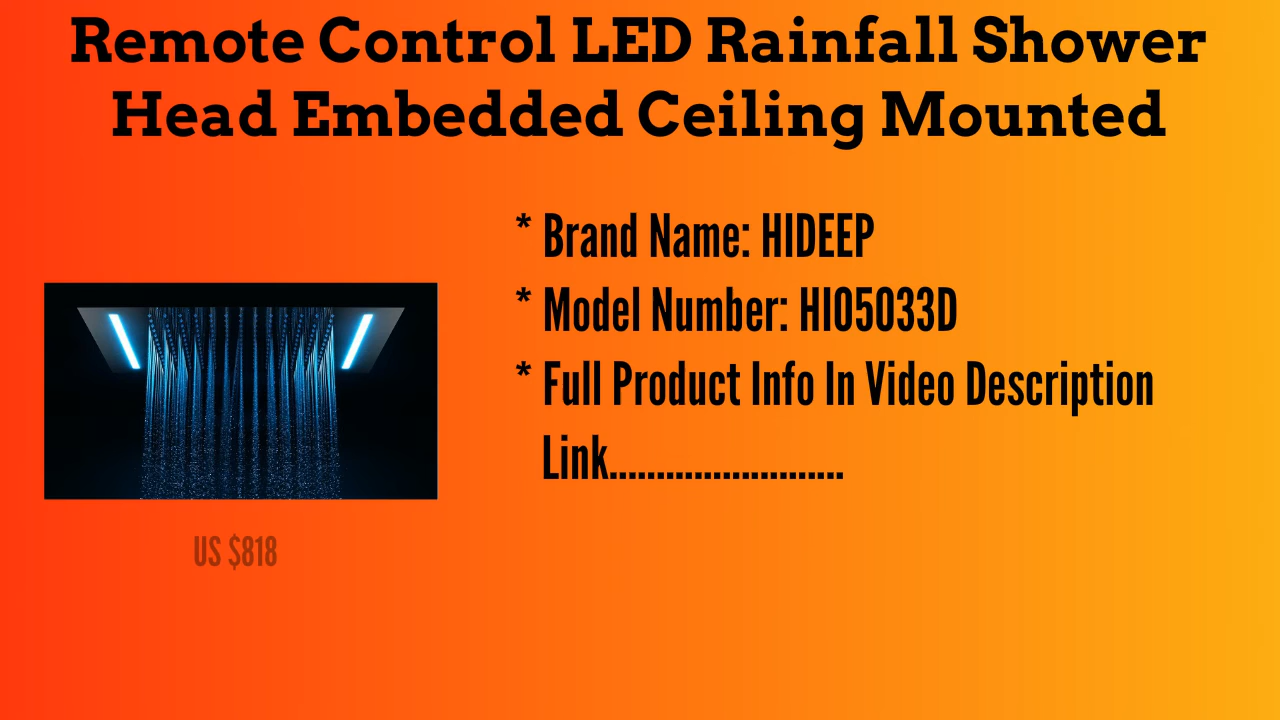 Remote Control LED Rainfall Shower
Head Embedded Ceiling Mounted
* Brand Name: HIDEEP
* Model Number: HI05033D
* Full Product Info In Video Description
Link.........................
US $818